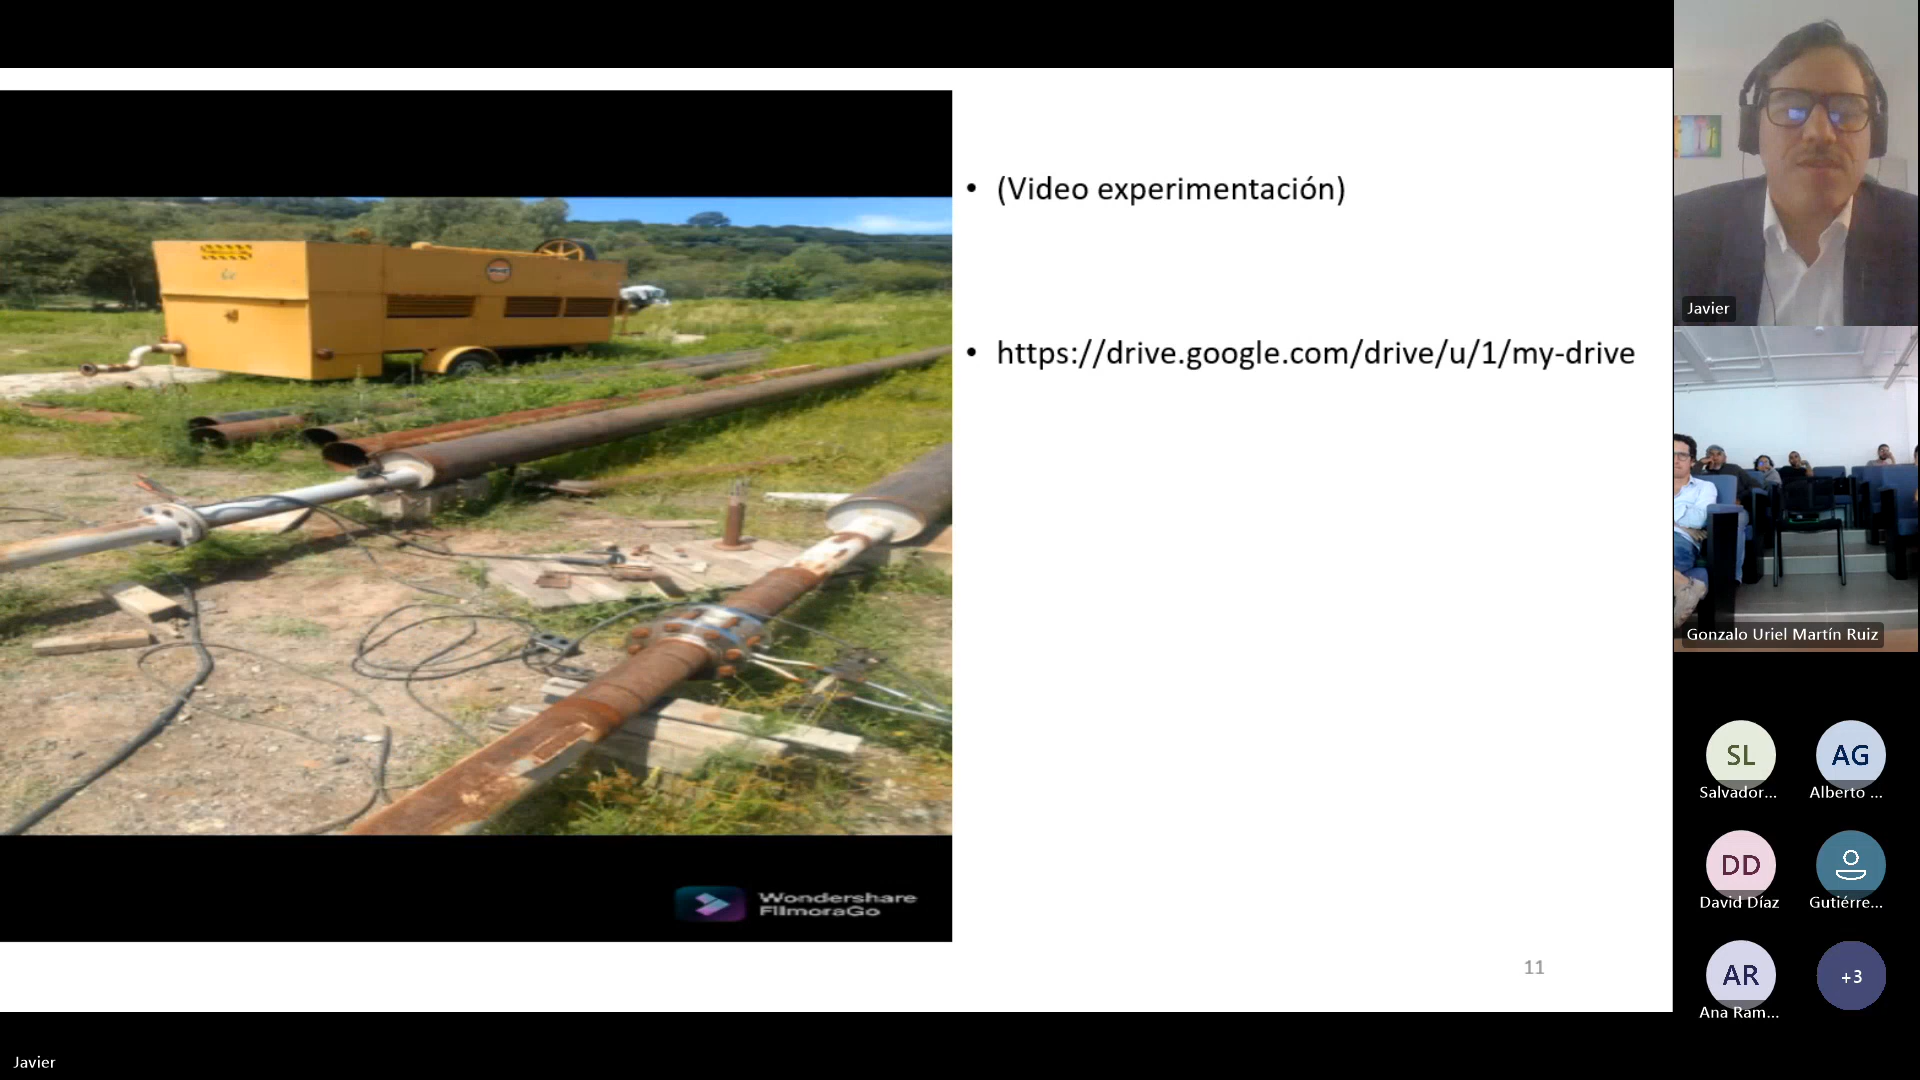 • (Video experimentación)
• https://drive.google.com/drive/u/1/my-drive
Wondershare
FilmoraGo
11
Javier
Gonzalo Uriel Martín Ruiz
SL
Salvador...
AG
Alberto ...
DD
David Díaz
Gutiérre...
AR
Ana Ram...
+3
Javier